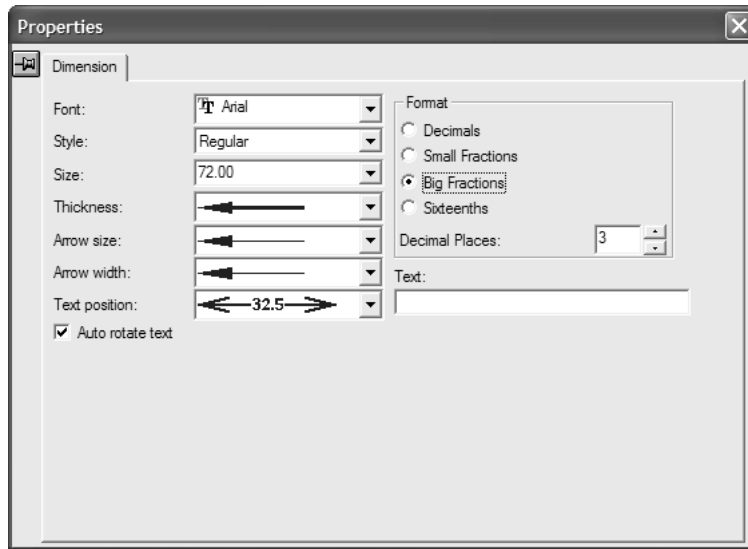 Properties
Dimension
Font:
Arial
Style:
Regular
Size:
72.00
Thickness:
Arrow size:
Arrow width:
Text position:
32.5
Auto rotate text
Format
Decimals
Small Fractions
Big Fractions
Sixteenths
Decimal Places:
3
Text: